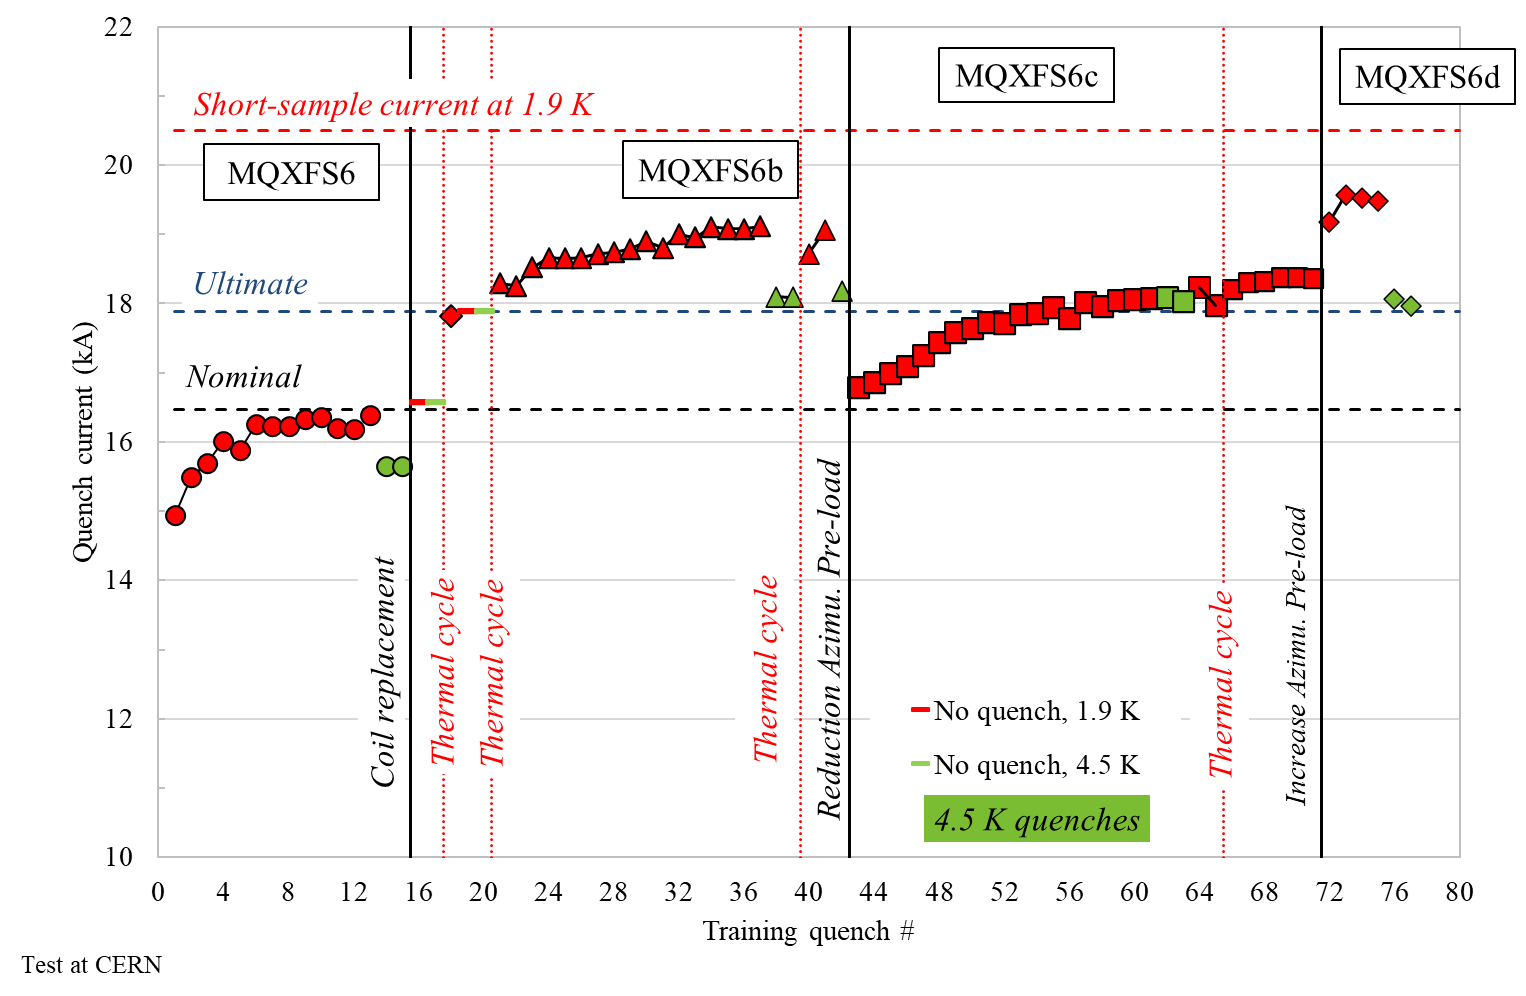 22
20
18
16
14
12
10
Quench current (kA)
Short-sample current at 1.9 K
MQXFS6
MQXFS6b
MQXFS6c
MQXFS6d
Ultimate
Nominal
Coil replacement
Thermal cycle
Thermal cycle
Thermal cycle
Reduction Azimu. Pre-load
Thermal cycle
Increase Azimu. Pre-load
No quench, 1.9 K
No quench, 4.5 K
4.5 K quenches
0 4 8 12 16 20 24 28 32 36 40 44 48 52 56 60 64 68 72 76 80
Training quench #
Test at CERN